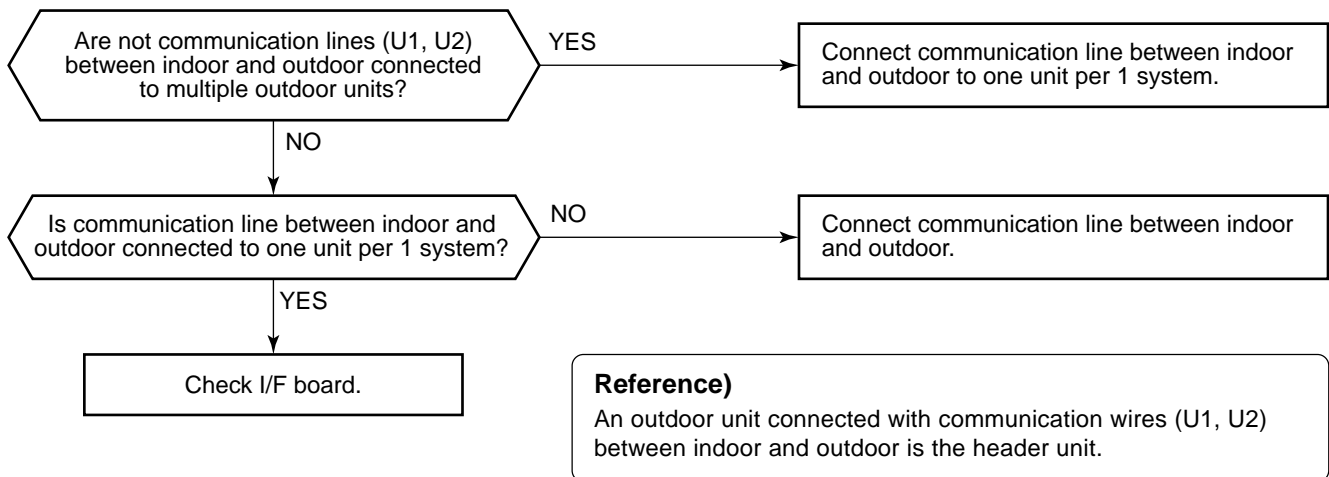 Are not communication lines (U1, U2)
between indoor and outdoor connected
to multiple outdoor units?
YES
Connect communication line between indoor
and outdoor to one unit per 1 system.
NO
Is communication line between indoor and
outdoor connected to one unit per 1 system?
NO
Connect communication line between indoor
and outdoor.
YES
Check I/F board.
Reference)
An outdoor unit connected with communication wires (U1, U2)
between indoor and outdoor is the header unit.